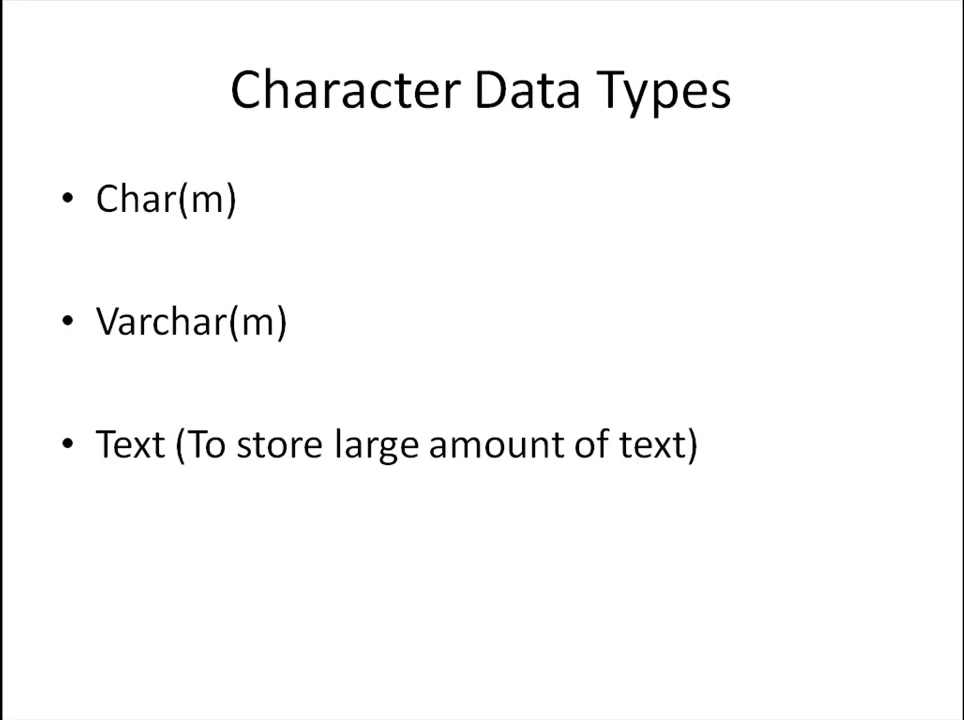 Character Data Types
• Char(m)
• Varchar(m)
• Text (To store large amount of text)